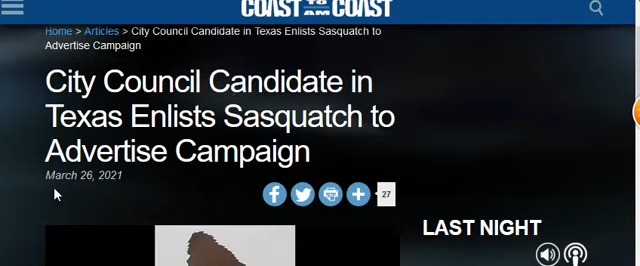 COAST TO AM COAST
Home > Articles > City Council Candidate in Texas Enlists Sasquatch to
Advertise Campaign
City Council Candidate in
Texas Enlists Sasquatch to
Advertise Campaign
March 26, 2021
27
LAST NIGHT